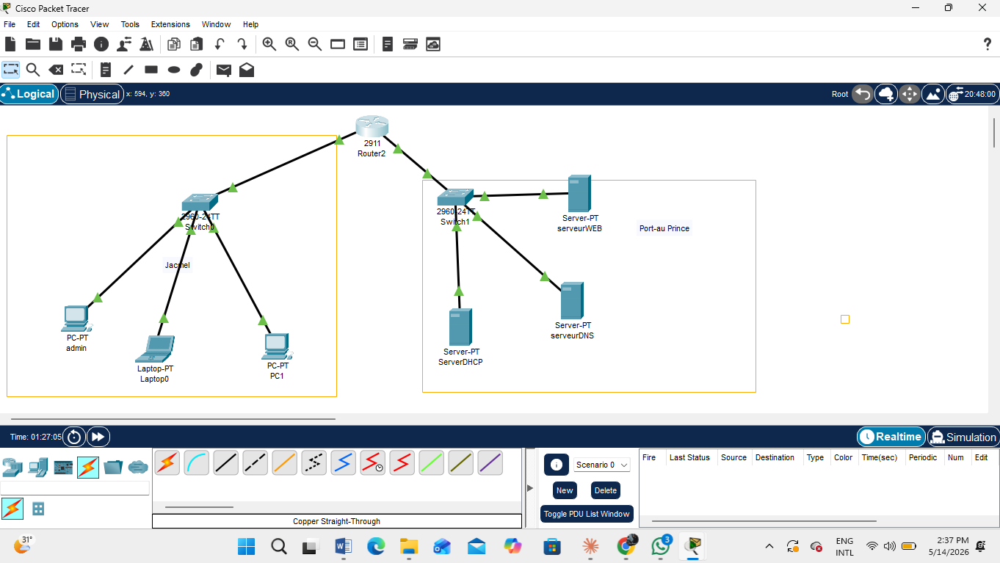 Cisco Packet Tracer
File Edit Options View Tools Extensions Window Help
Logical Physical x: 594, y: 360 Root 20:48:00
2911
Router2
2960-24TT
Switch0
2960-24TT
Switch1
Server-PT
serveurWEB
Port-au Prince
Jacmel
PC-PT
admin
Laptop-PT
Laptop0
PC-PT
PC1
Server-PT
serveurDNS
Server-PT
ServerDHCP
Time: 01:27:05 Realtime Simulation
Scenario 0
New Delete
Toggle PDU List Window
Fire Last Status Source Destination Type Color Time(sec) Periodic Num Edit
Copper Straight-Through
31°
3
ENG
INTL
2:37 PM
5/14/2026